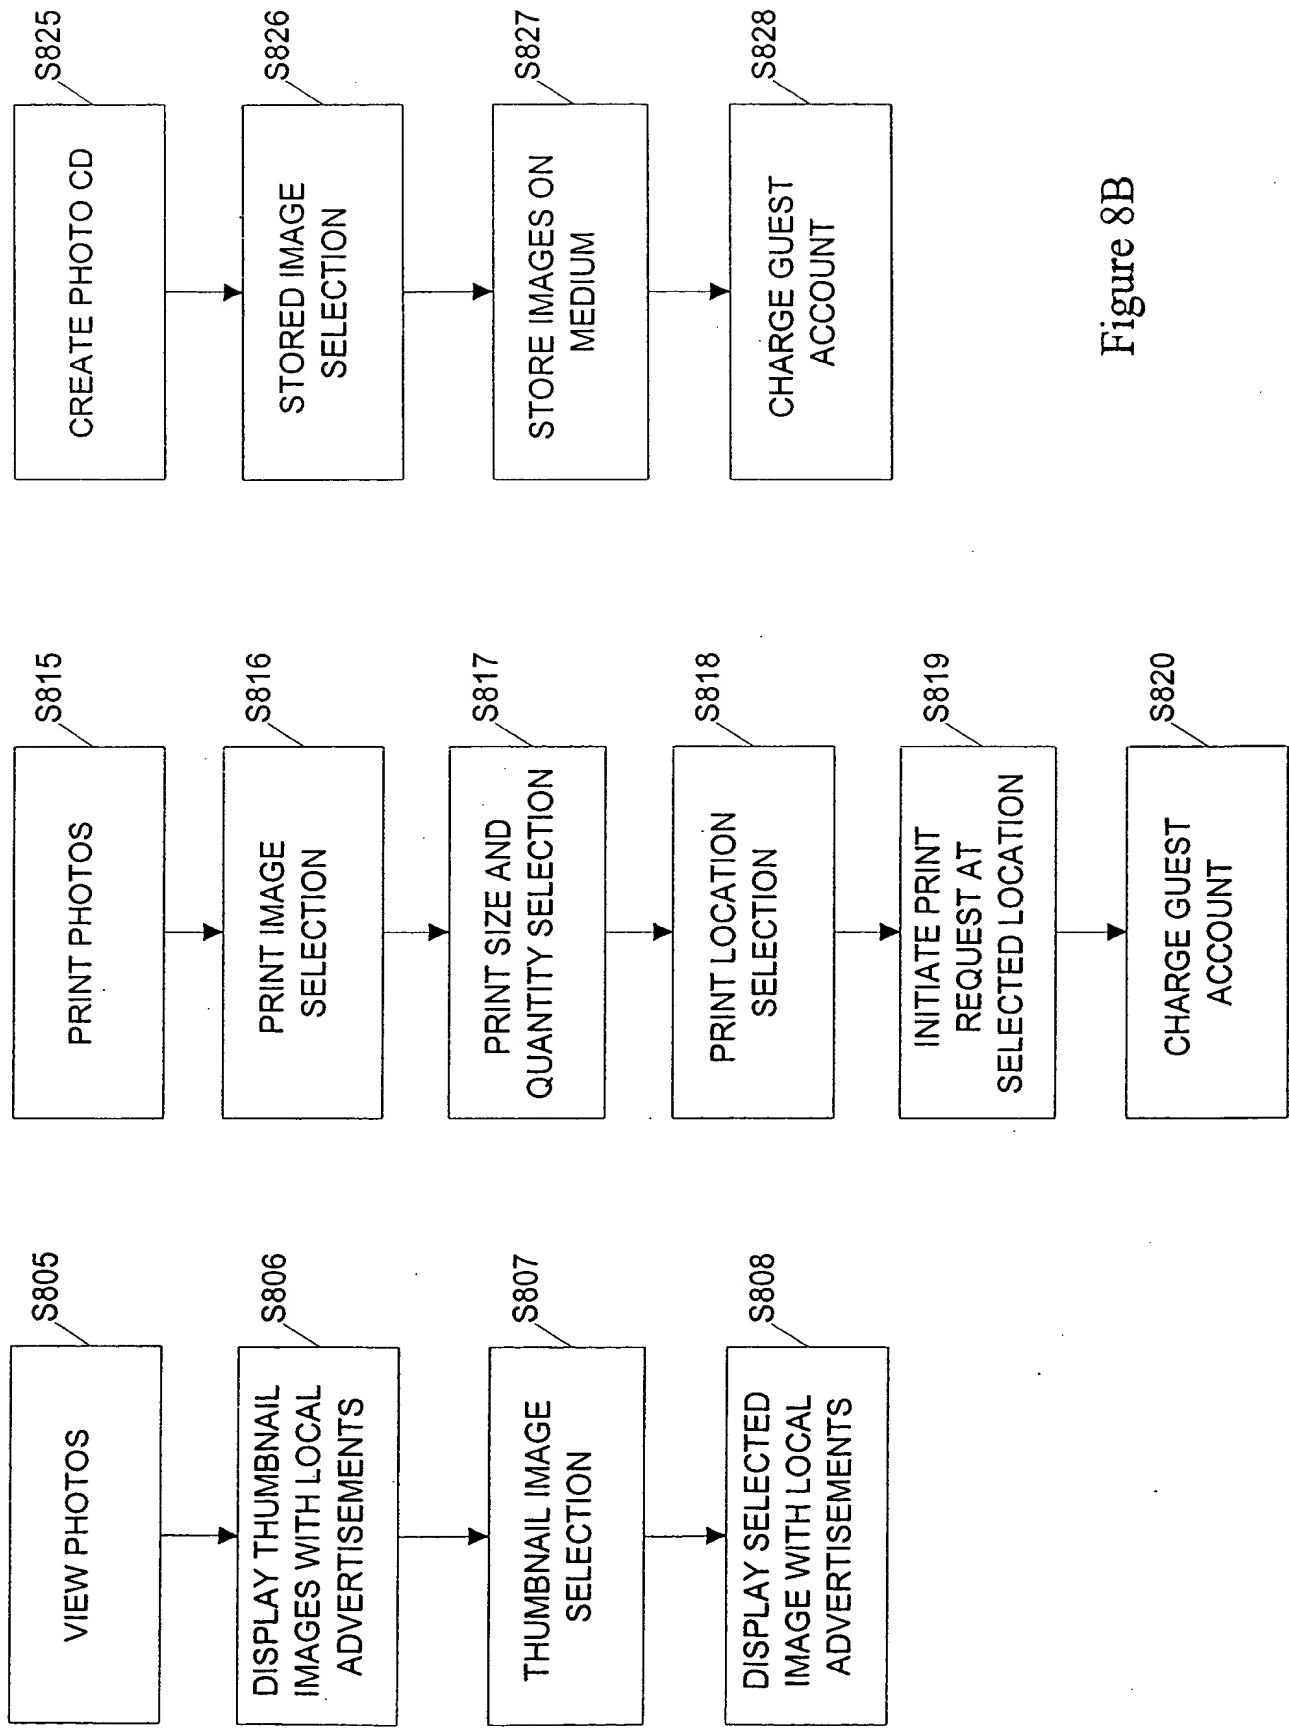 S805
VIEW PHOTOS
S806
DISPLAY THUMBNAIL
IMAGES WITH LOCAL
ADVERTISEMENTS
S807
THUMBNAIL IMAGE
SELECTION
S808
DISPLAY SELECTED
IMAGE WITH LOCAL
ADVERTISEMENTS
S815
PRINT PHOTOS
S816
PRINT IMAGE
SELECTION
S817
PRINT SIZE AND
QUANTITY SELECTION
S818
PRINT LOCATION
SELECTION
S819
INITIATE PRINT
REQUEST AT
SELECTED LOCATION
S820
CHARGE GUEST
ACCOUNT
S825
CREATE PHOTO CD
S826
STORED IMAGE
SELECTION
S827
STORE IMAGES ON
MEDIUM
S828
CHARGE GUEST
ACCOUNT
Figure 8B